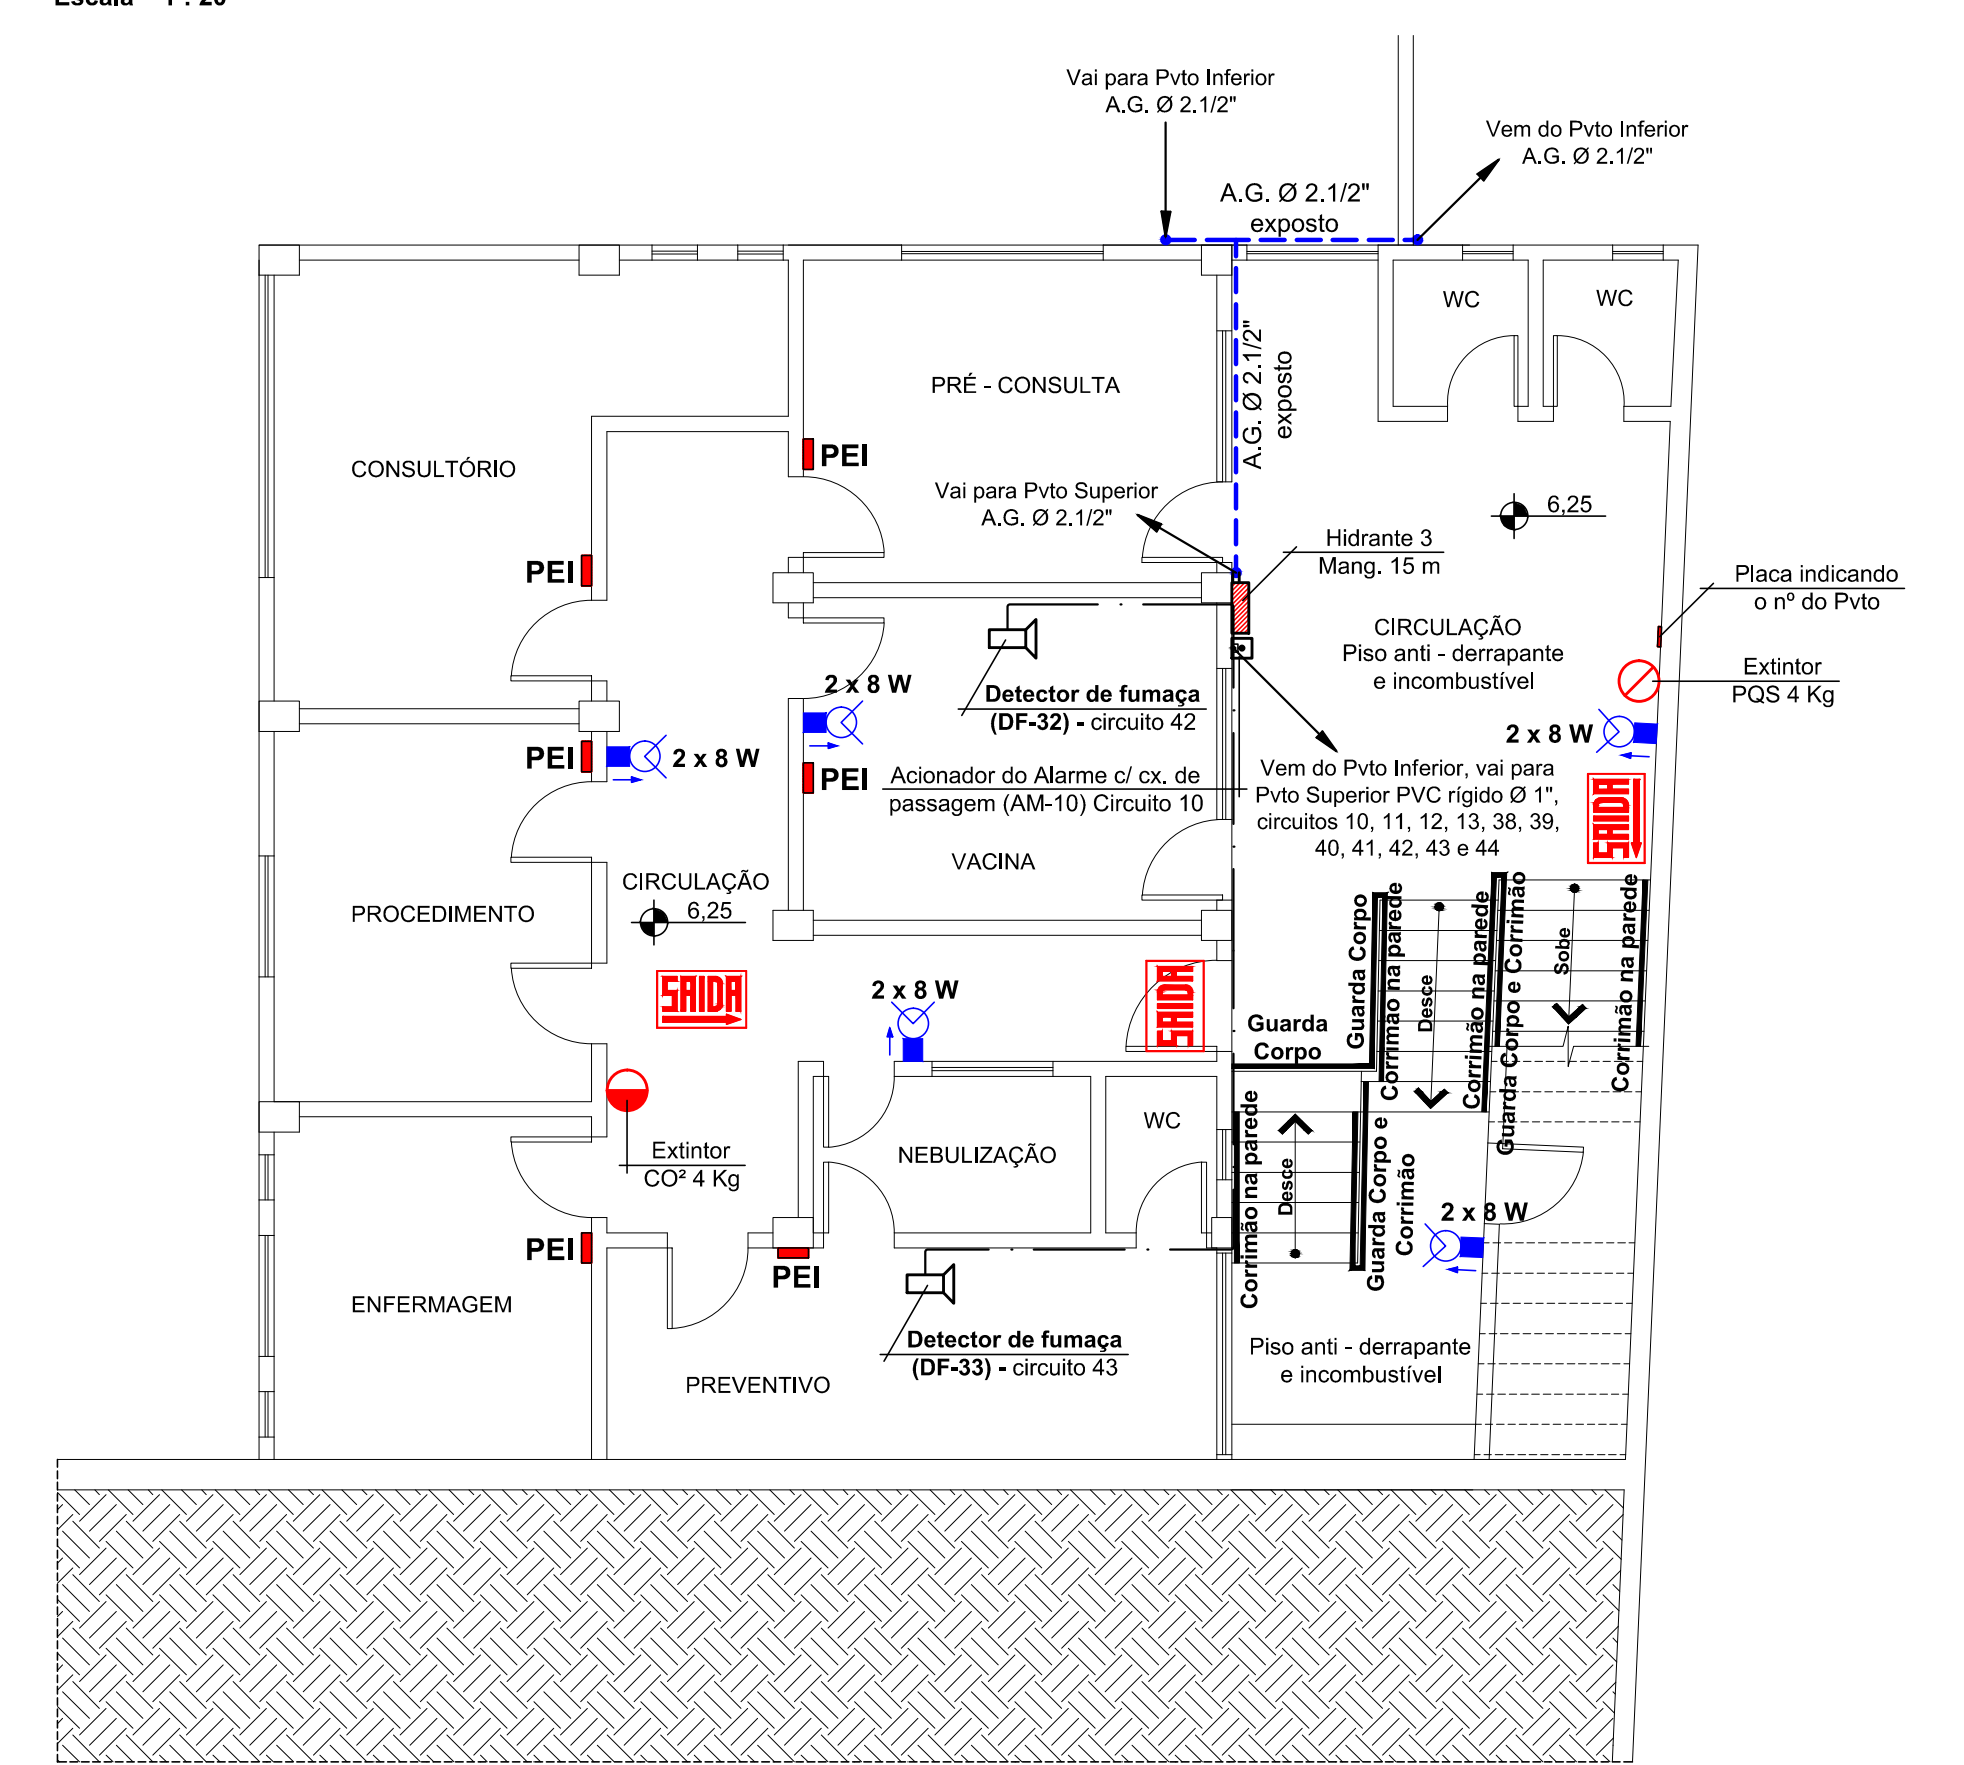 Vai para Pvto Inferior
A.G. Ø 2.1/2"
Vem do Pvto Inferior
A.G. Ø 2.1/2"
A.G. Ø 2.1/2"
exposto
WC
WC
A.G. Ø 2.1/2"
exposto
PRÉ - CONSULTA
PEI
CONSULTÓRIO
Vai para Pvto Superior
A.G. Ø 2.1/2"
6,25
Hidrante 3
Mang. 15 m
PEI
Placa indicando
o nº do Pvto
CIRCULAÇÃO
Piso anti - derrapante
e incombustível
Extintor
PQS 4 Kg
2 x 8 W
Detector de fumaça
(DF-32) - circuito 42
2 x 8 W
PEI
2 x 8 W
PEI
Acionador do Alarme c/ cx. de
passagem (AM-10) Circuito 10
Vem do Pvto Inferior, vai para
Pvto Superior PVC rígido Ø 1",
circuitos 10, 11, 12, 13, 38, 39,
40, 41, 42, 43 e 44
SAIDA
VACINA
CIRCULAÇÃO
6,25
PROCEDIMENTO
SAIDA
2 x 8 W
SAIDA
Guarda
Corpo
Guarda Corpo
Corrimão na parede
Desce
Corrimão na parede
Guarda Corpo e Corrimão
Sobe
Corrimão na parede
Extintor
CO² 4 Kg
NEBULIZAÇÃO
WC
Corrimão na parede
Desce
Guarda Corpo e
Corrimão
2 x 8 W
PEI
PEI
ENFERMAGEM
Detector de fumaça
(DF-33) - circuito 43
PREVENTIVO
Piso anti - derrapante
e incombustível